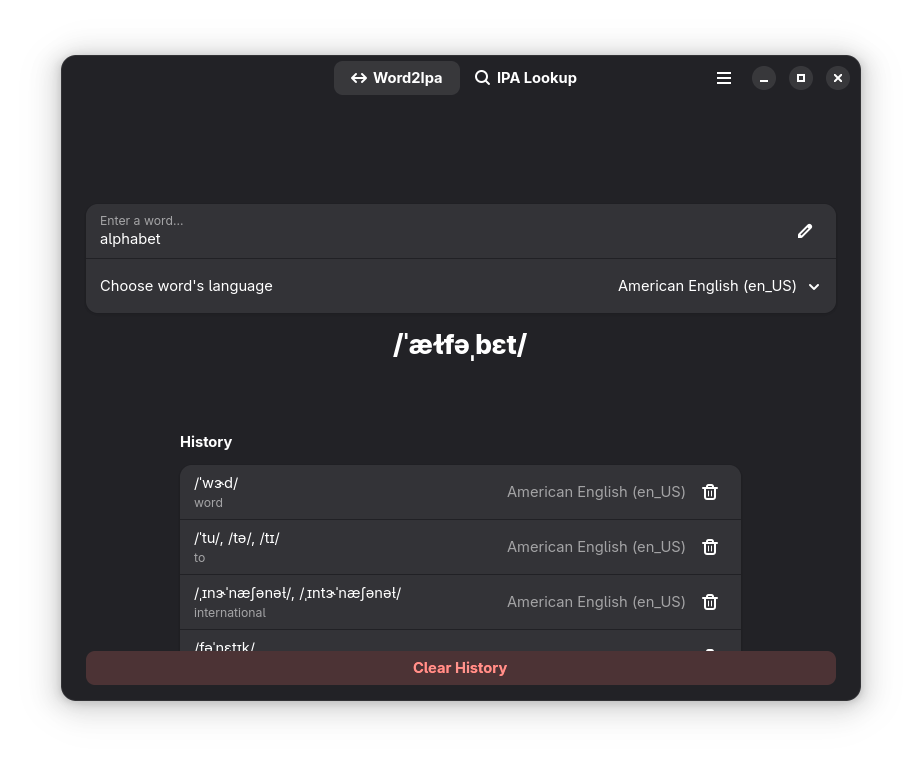 Word2Ipa IPA Lookup
Enter a word...
alphabet
Choose word's language American English (en_US)
/ˈæɫfəˌbɛt/
History
/ˈwɝd/
word
American English (en_US)
/ˈtu/, /tə/, /tɪ/
to
American English (en_US)
/ˌɪnɝˈnæʃənəɫ/, /ˌɪntɝˈnæʃənəɫ/
international
American English (en_US)
/fəˈnɛtɪk/
Clear History